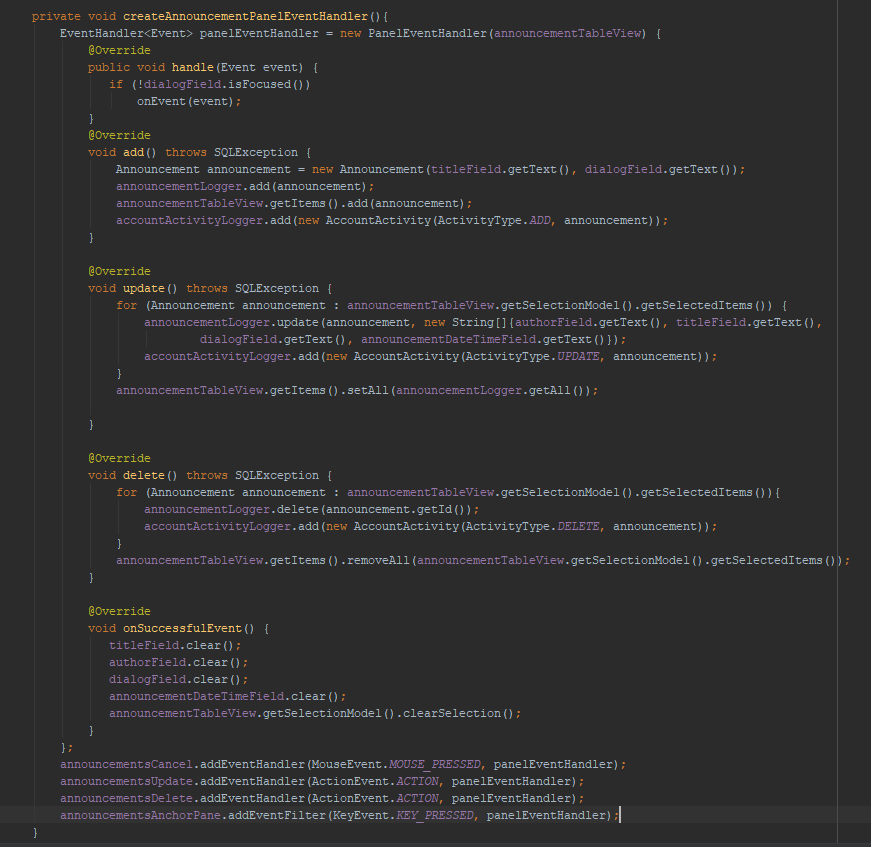 private void createAnnouncementPanelEventHandler(){
EventHandler<Event> panelEventHandler = new PanelEventHandler(announcementTableView) {
@Override
public void handle(Event event) {
if (!dialogField.isFocused())
onEvent(event);
}
@Override
void add() throws SQLException {
Announcement announcement = new Announcement(titleField.getText(), dialogField.getText());
announcementLogger.add(announcement);
announcementTableView.getItems().add(announcement);
accountActivityLogger.add(new AccountActivity(ActivityType.ADD, announcement));
}
@Override
void update() throws SQLException {
for (Announcement announcement : announcementTableView.getSelectionModel().getSelectedItems()) {
announcementLogger.update(announcement, new String[]{authorField.getText(), titleField.getText(),
dialogField.getText(), announcementDateTimeField.getText()});
accountActivityLogger.add(new AccountActivity(ActivityType.UPDATE, announcement));
}
announcementTableView.getItems().setAll(announcementLogger.getAll());
}
@Override
void delete() throws SQLException {
for (Announcement announcement : announcementTableView.getSelectionModel().getSelectedItems()){
announcementLogger.delete(announcement.getId());
accountActivityLogger.add(new AccountActivity(ActivityType.DELETE, announcement));
}
announcementTableView.getItems().removeAll(announcementTableView.getSelectionModel().getSelectedItems());
}
@Override
void onSuccessfulEvent() {
titleField.clear();
authorField.clear();
dialogField.clear();
announcementDateTimeField.clear();
announcementTableView.getSelectionModel().clearSelection();
}
};
announcementsCancel.addEventHandler(MouseEvent.MOUSE_PRESSED, panelEventHandler);
announcementsUpdate.addEventHandler(ActionEvent.ACTION, panelEventHandler);
announcementsDelete.addEventHandler(ActionEvent.ACTION, panelEventHandler);
announcementsAnchorPane.addEventFilter(KeyEvent.KEY_PRESSED, panelEventHandler);
}